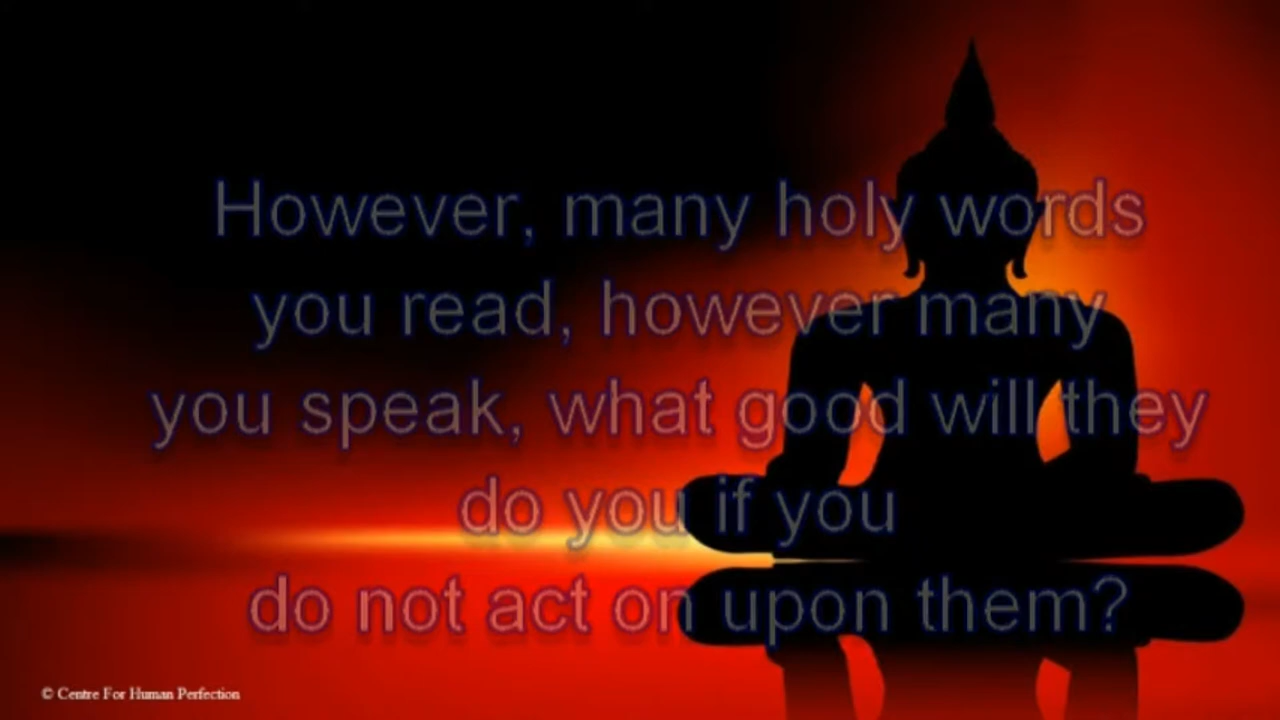 However, many holy words
you read, however many
you speak, what good will they
do you if you
do not act on upon them?
© Centre For Human Perfection